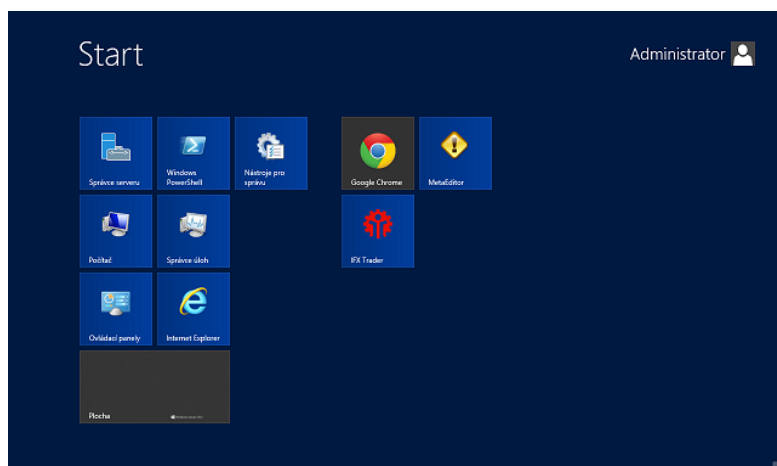 Start
Administrator
Správce serveru
Windows
PowerShell
Nástroje pro
správu
Google Chrome
MetaEditor
Počítač
Správce úloh
IFX Trader
Ovládací panely
Internet Explorer
Plocha